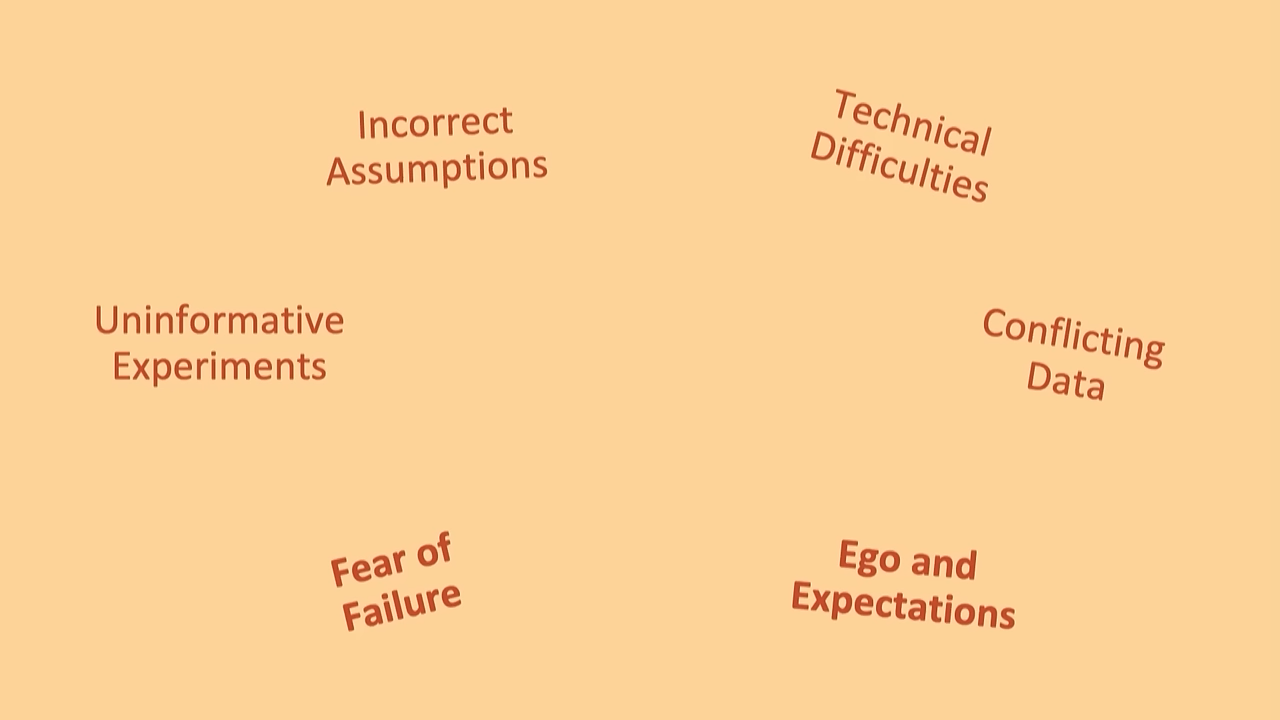 Incorrect
Assumptions
Technical
Difficulties
Uninformative
Experiments
Conflicting
Data
Fear of
Failure
Ego and
Expectations